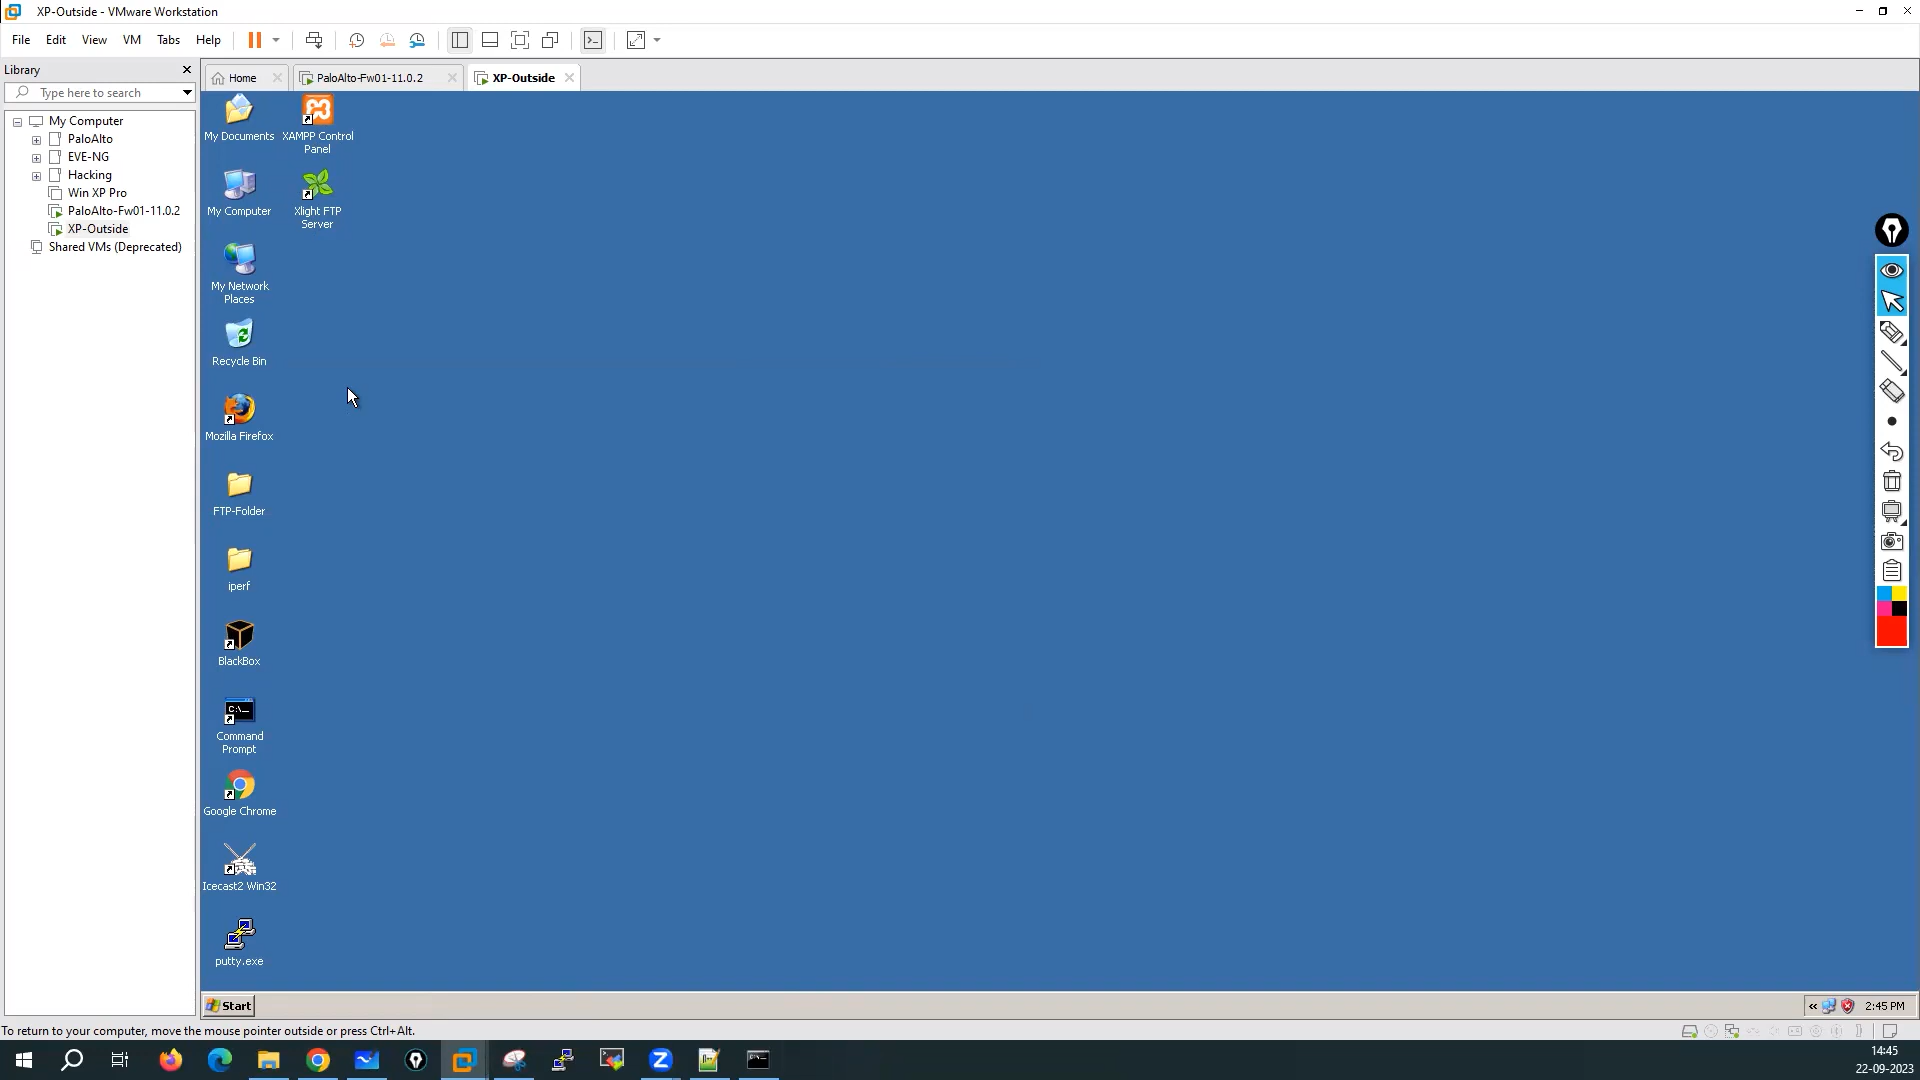 XP-Outside - VMware Workstation
File Edit View VM Tabs Help
Library
Type here to search
Home
PaloAlto-Fw01-11.0.2
XP-Outside
My Computer
PaloAlto
EVE-NG
Hacking
Win XP Pro
PaloAlto-Fw01-11.0.2
XP-Outside
Shared VMs (Deprecated)
My Documents
XAMPP Control
Panel
My Computer
Xlight FTP
Server
My Network
Places
Recycle Bin
Mozilla Firefox
FTP-Folder
iperf
BlackBox
C:\_
Command
Prompt
Google Chrome
Icecast2 Win32
putty.exe
Start
2:45 PM
To return to your computer, move the mouse pointer outside or press Ctrl+Alt.
14:45
22-09-2023